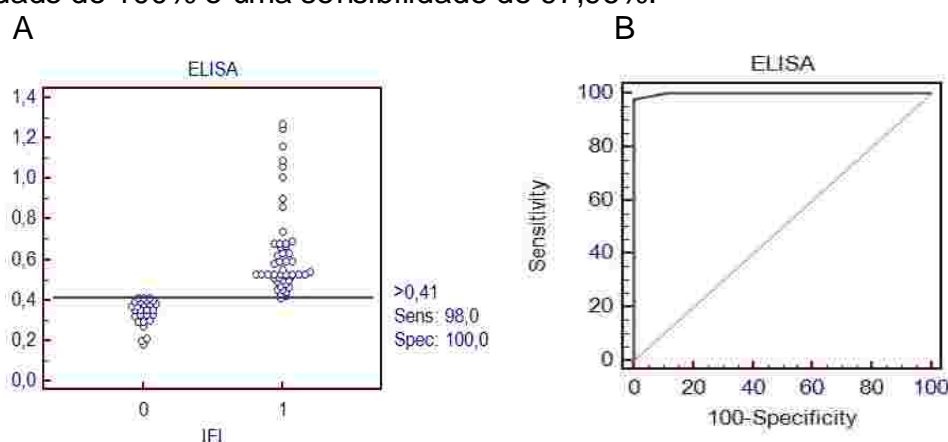 de 100% e uma sensibilidade de 97,96%.
A
B
ELISA
1,4
1,2
1,0
0,8
0,6
0,4
0,2
0,0
0
1
IFI
>0,41
Sens: 98,0
Spec: 100,0
ELISA
Sensitivity
100
80
60
40
20
0
0 20 40 60 80 100
100-Specificity